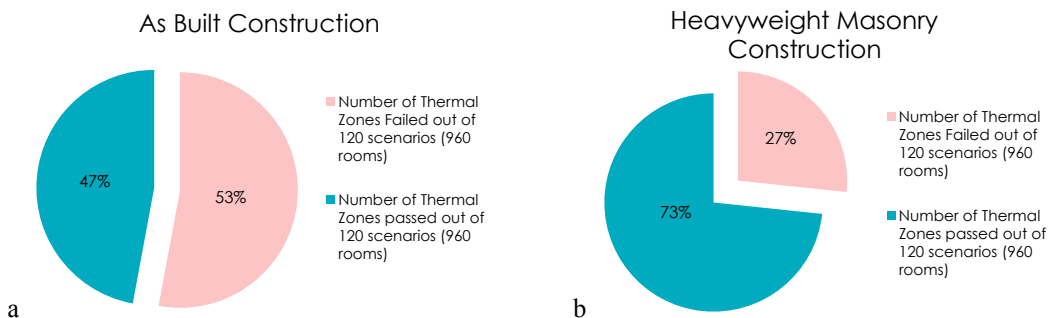 As Built Construction
47%
53%
Number of Thermal
Zones Failed out of
120 scenarios (960
rooms)
Number of Thermal
Zones passed out of
120 scenarios (960
rooms)
a
Heavyweight Masonry
Construction
27%
73%
Number of Thermal
Zones Failed out of
120 scenarios (960
rooms)
Number of Thermal
Zones passed out of
120 scenarios (960
rooms)
b